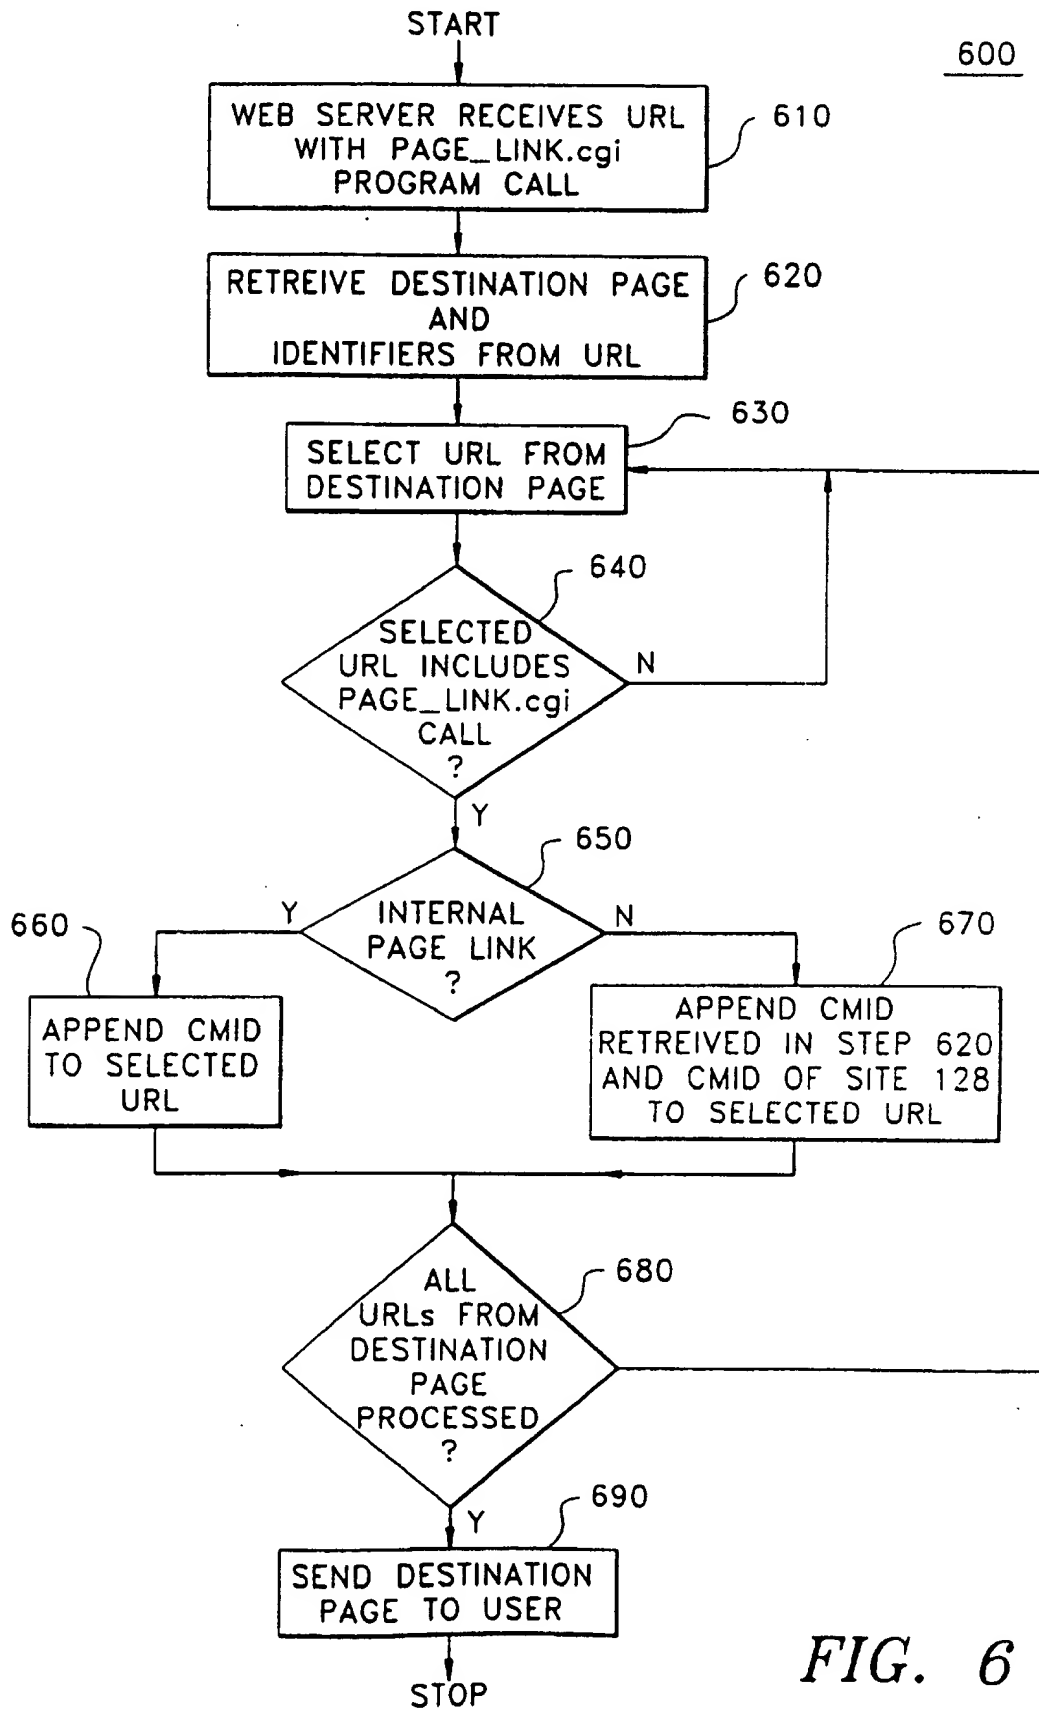 START
600
WEB SERVER RECEIVES URL
WITH PAGE_LINK.cgi
PROGRAM CALL
610
RETREIVE DESTINATION PAGE
AND
IDENTIFIERS FROM URL
620
SELECT URL FROM
DESTINATION PAGE
630
SELECTED
URL INCLUDES
PAGE_LINK.cgi
CALL
?
640
N
Y
INTERNAL
PAGE LINK
?
650
Y
N
660
APPEND CMID
TO SELECTED
URL
670
APPEND CMID
RETREIVED IN STEP 620
AND CMID OF SITE 128
TO SELECTED URL
ALL
URLs FROM
DESTINATION
PAGE
PROCESSED
?
680
Y
690
SEND DESTINATION
PAGE TO USER
STOP
FIG. 6